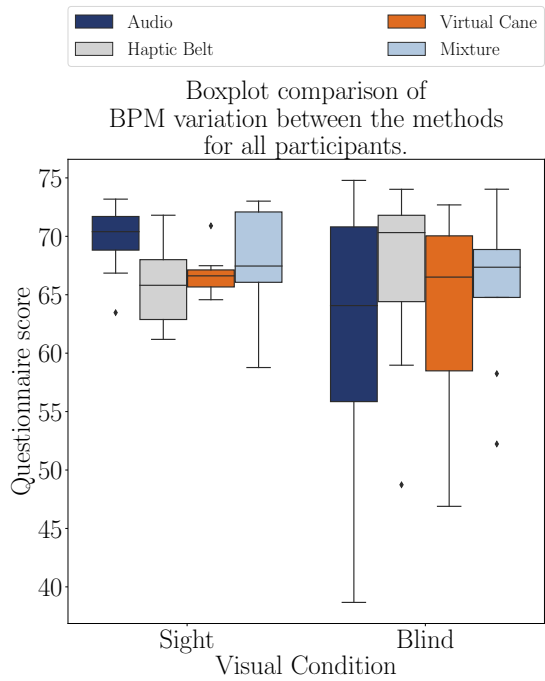 Audio
Haptic Belt
Virtual Cane
Mixture
Boxplot comparison of
BPM variation between the methods
for all participants.
75
70
65
60
55
50
45
40
Questionnaire score
Sight
Blind
Visual Condition